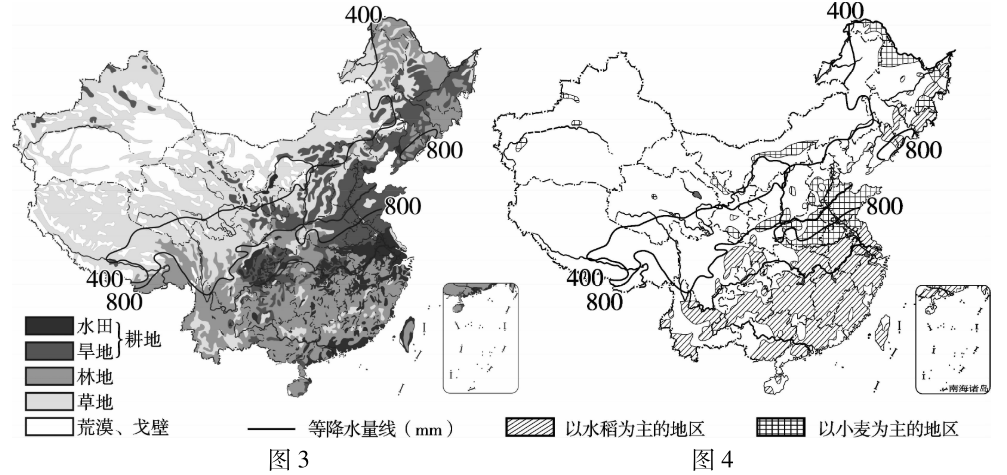 400
800
800
400
800
水田
旱地
耕地
林地
草地
荒漠、戈壁
等降水量线（mm）
图 3
400
800
800
400
800
南海诸岛
以水稻为主的地区
以小麦为主的地区
图 4